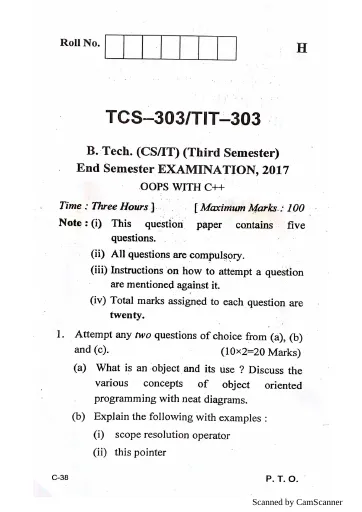 Roll No.
H
TCS–303/TIT–303
B. Tech. (CS/IT) (Third Semester)
End Semester EXAMINATION, 2017
OOPS WITH C++
Time : Three Hours ] [ Maximum Marks : 100
Note : (i) This question paper contains five
questions.
(ii) All questions are compulsory.
(iii) Instructions on how to attempt a question
are mentioned against it.
(iv) Total marks assigned to each question are
twenty.
1. Attempt any two questions of choice from (a), (b)
and (c). (10×2=20 Marks)
(a) What is an object and its use ? Discuss the
various concepts of object oriented
programming with neat diagrams.
(b) Explain the following with examples :
(i) scope resolution operator
(ii) this pointer
C–38 P. T. O.
Scanned by CamScanner